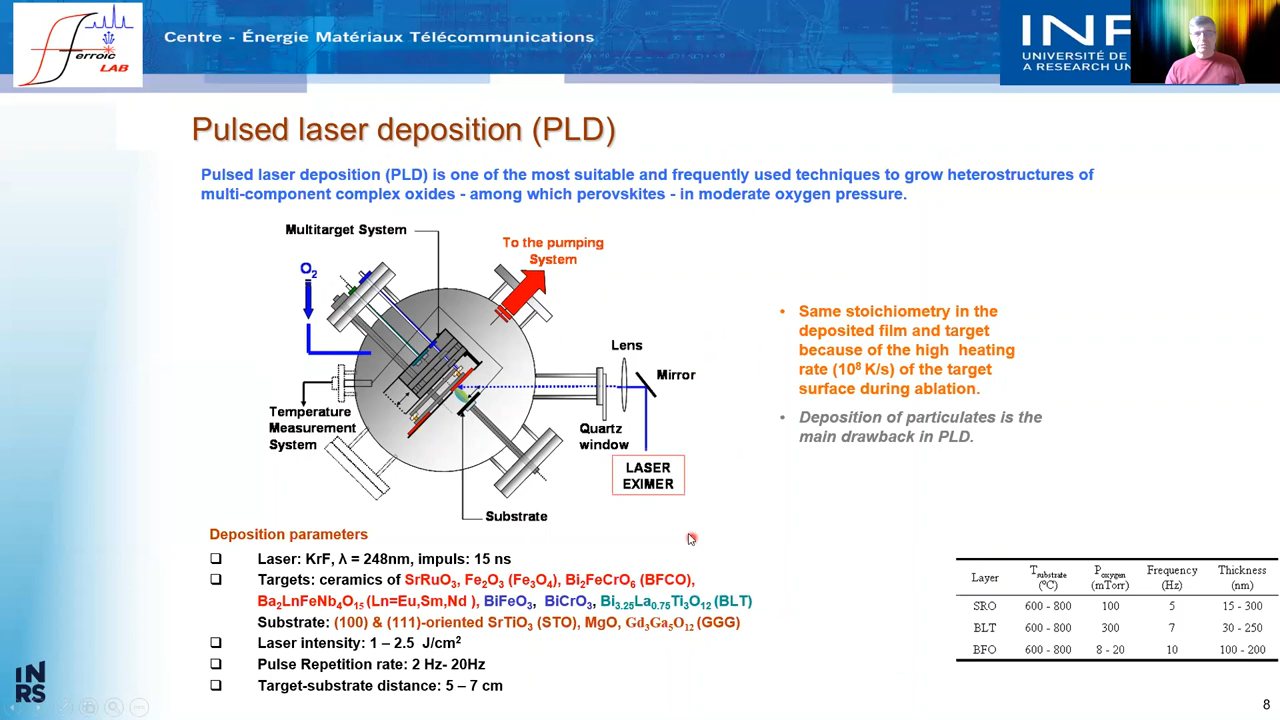 ferroic
LAB
Centre - Énergie Matériaux Télécommunications
UNIVERSITÉ DE
A RESEARCH UN
Pulsed laser deposition (PLD)
Pulsed laser deposition (PLD) is one of the most suitable and frequently used techniques to grow heterostructures of
multi-component complex oxides - among which perovskites - in moderate oxygen pressure.
Multitarget System
To the pumping
System
O2
Lens
Mirror
Temperature
Measurement
System
Quartz
window
LASER
EXIMER
Substrate
• Same stoichiometry in the
deposited film and target
because of the high heating
rate (10⁸ K/s) of the target
surface during ablation.
• Deposition of particulates is the
main drawback in PLD.
Deposition parameters
❑ Laser: KrF, λ = 248nm, impuls: 15 ns
❑ Targets: ceramics of SrRuO3, Fe2O3 (Fe3O4), Bi2FeCrO6 (BFCO),
Ba2LnFeNb4O15 (Ln=Eu,Sm,Nd ), BiFeO3, BiCrO3, Bi3.25La0.75Ti3O12 (BLT)
Substrate: (100) & (111)-oriented SrTiO3 (STO), MgO, Gd3Ga5O12 (GGG)
❑ Laser intensity: 1 – 2.5 J/cm²
❑ Pulse Repetition rate: 2 Hz- 20Hz
❑ Target-substrate distance: 5 – 7 cm
Layer Tsubstrate (°C) Poxygen (mTorr) Frequency (Hz) Thickness (nm)
SRO 600 - 800 100 5 15 - 300
BLT 600 - 800 300 7 30 - 250
BFO 600 - 800 8 - 20 10 100 - 200
INRS
8